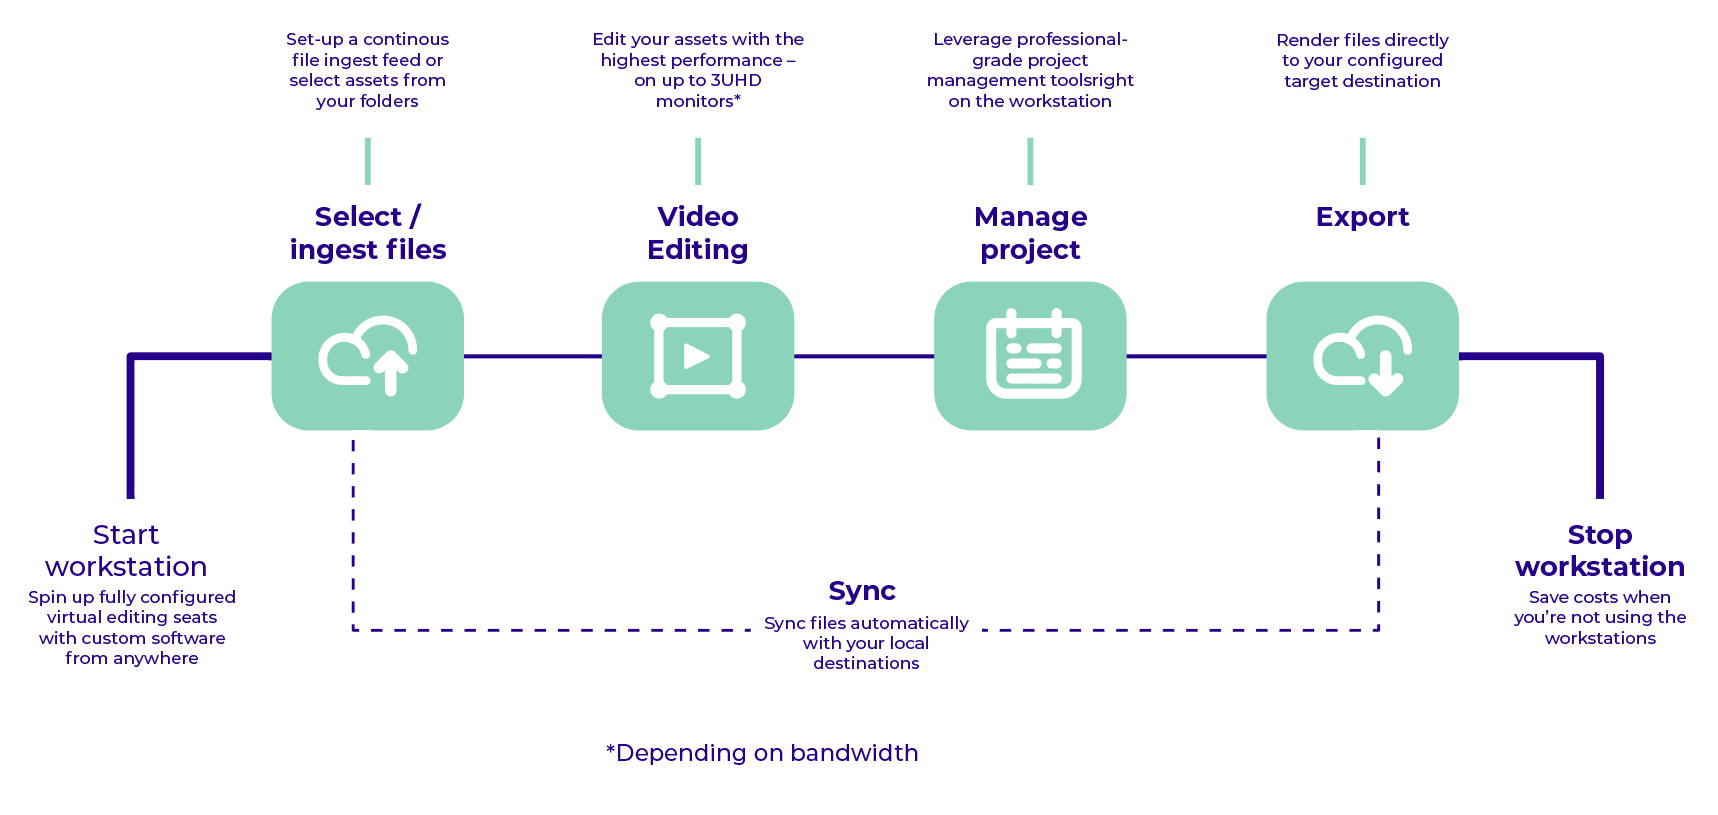 Set-up a continous
file ingest feed or
select assets from
your folders
Select /
ingest files
Edit your assets with the
highest performance –
on up to 3UHD
monitors*
Video
Editing
Leverage professional-
grade project
management toolsright
on the workstation
Manage
project
Render files directly
to your configured
target destination
Export
Start
workstation
Spin up fully configured
virtual editing seats
with custom software
from anywhere
Sync
Sync files automatically
with your local
destinations
Stop
workstation
Save costs when
you’re not using the
workstations
*Depending on bandwidth